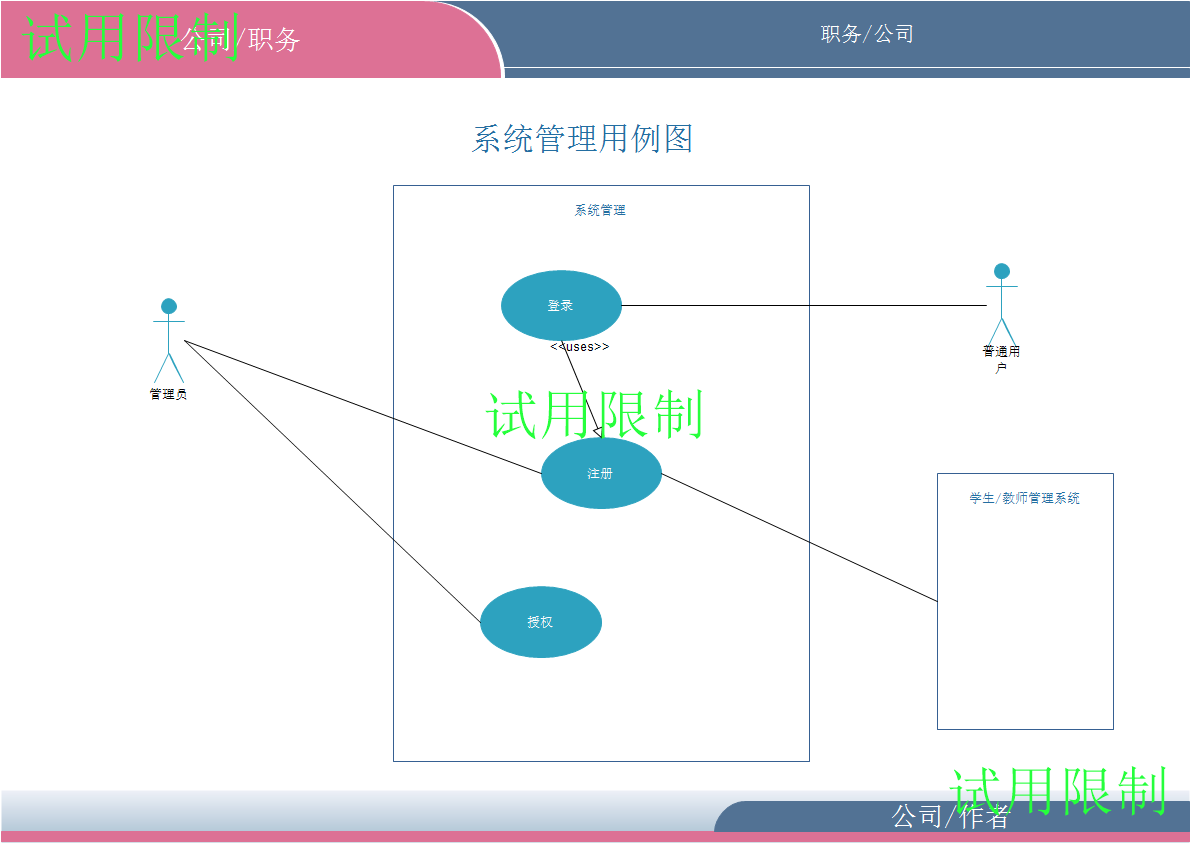 试用限制
公司/职务
职务/公司
系统管理用例图
系统管理
登录
<<uses>>
管理员
普通用
户
试用限制
注册
学生/教师管理系统
授权
试用限制
公司/作者